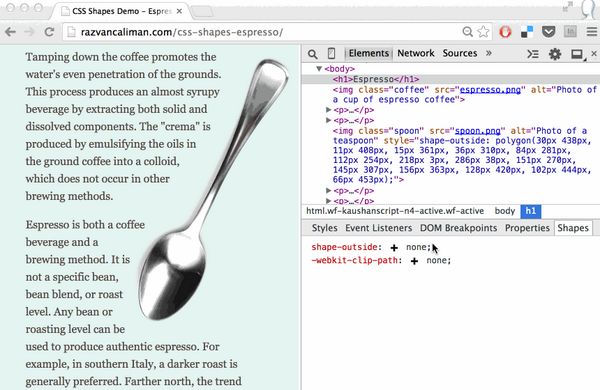 CSS Shapes Demo - Espres
razvancaliman.com/css-shapes-espresso/
Tamping down the coffee promotes the
water's even penetration of the grounds.
This process produces an almost syrupy
beverage by extracting both solid and
dissolved components. The "crema" is
produced by emulsifying the oils in
the ground coffee into a colloid,
which does not occur in other
brewing methods.
Espresso is both a coffee
beverage and a
brewing method. It is
not a specific bean,
bean blend, or roast
level. Any bean or
roasting level can be
used to produce authentic espresso. For
example, in southern Italy, a darker roast is
generally preferred. Farther north, the trend
Elements Network Sources »
▼<body>
<h1>Espresso</h1>
<img class="coffee" src="espresso.png" alt="Photo of
a cup of espresso coffee">
▶<p>…</p>
▶<p>…</p>
<img class="spoon" src="spoon.png" alt="Photo of a
teaspoon" style="shape-outside: polygon(30px 438px,
11px 408px, 15px 361px, 36px 310px, 84px 281px,
112px 254px, 218px 3px, 286px 38px, 151px 270px,
145px 307px, 156px 363px, 128px 420px, 102px 444px,
66px 453px);">
▶<p>…</p>
▶<p>…</p>
html.wf-kaushanscript-n4-active.wf-active body h1
Styles Event Listeners DOM Breakpoints Properties Shapes
shape-outside: + none;
-webkit-clip-path: + none;